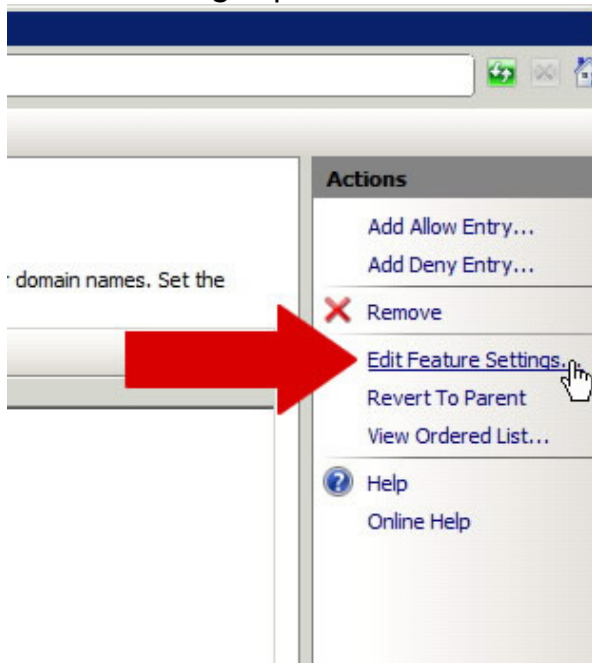 Actions
Add Allow Entry...
Add Deny Entry...
domain names. Set the
Remove
Edit Feature Settings...
Revert To Parent
View Ordered List...
Help
Online Help